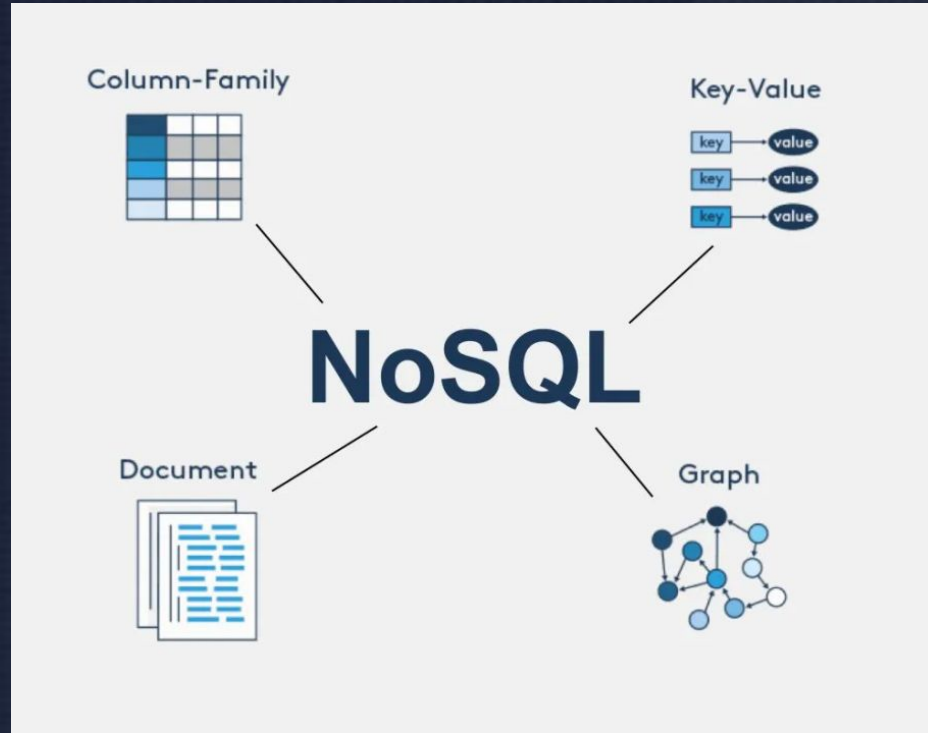 Column-Family
Key-Value
key value
key value
key value
NoSQL
Document
Graph